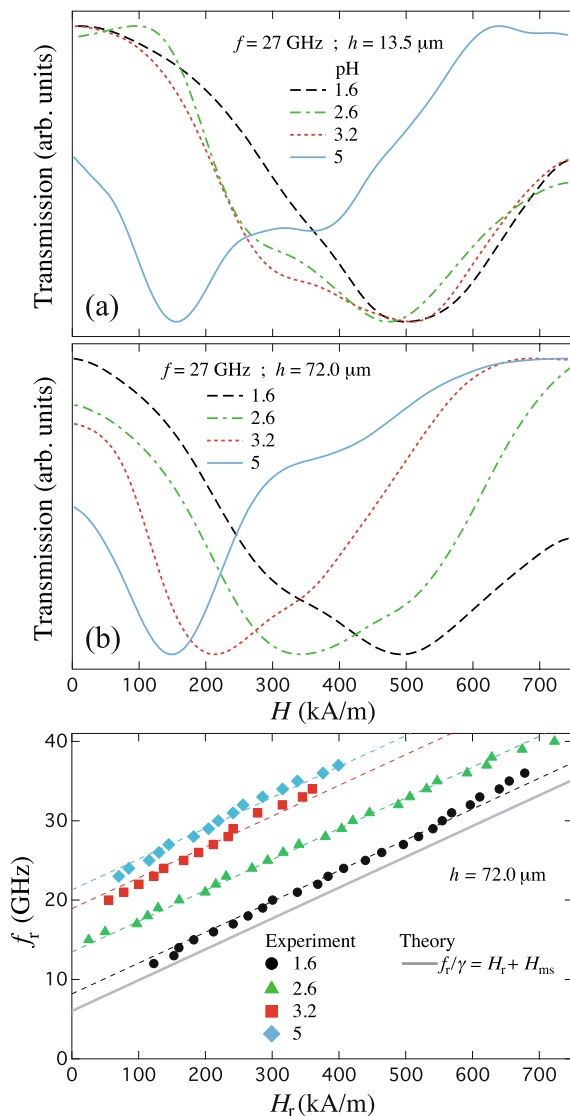 f = 27 GHz ; h = 13.5 μm
pH
1.6
2.6
3.2
5
Transmission (arb. units)
(a)
f = 27 GHz ; h = 72.0 μm
1.6
2.6
3.2
5
Transmission (arb. units)
(b)
0 100 200 300 400 500 600 700
H (kA/m)
40
30
20
10
0
f_r (GHz)
h = 72.0 μm
Experiment
1.6
2.6
3.2
5
Theory
f_r/γ = H_r + H_ms
0 100 200 300 400 500 600 700
H_r (kA/m)